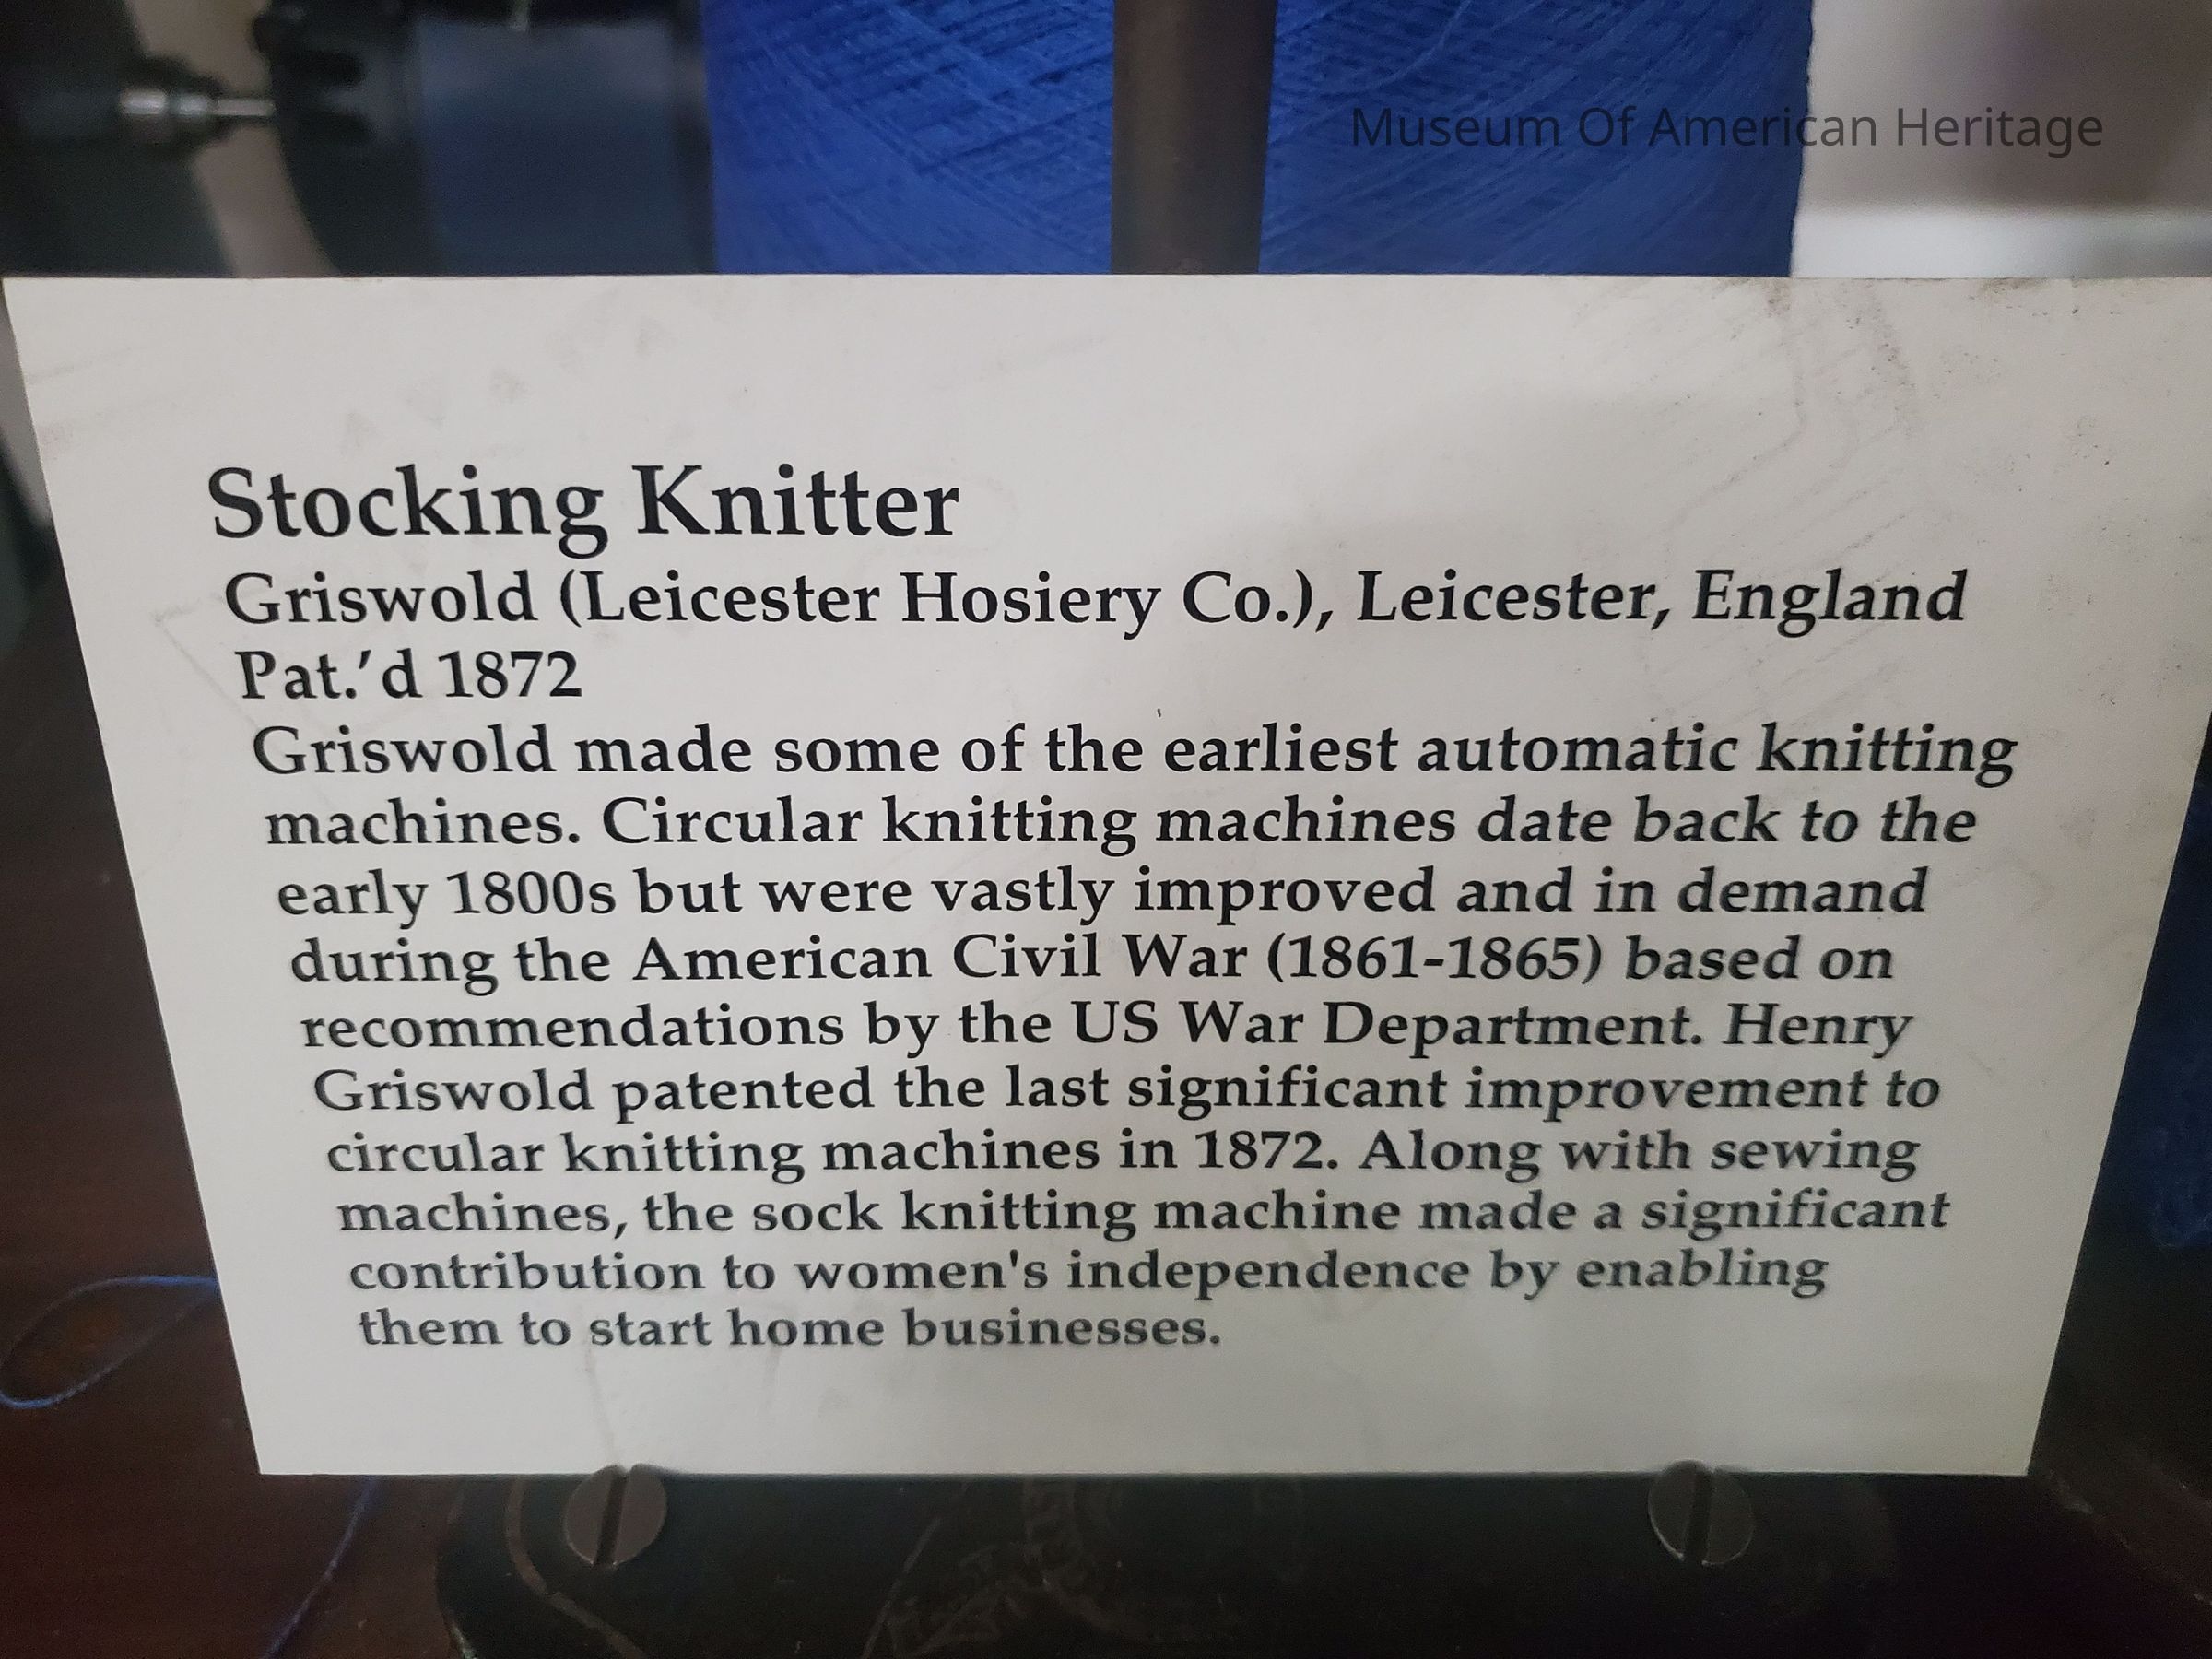 Museum Of American Heritage
Stocking Knitter
Griswold (Leicester Hosiery Co.), Leicester, England
Pat.'d 1872
Griswold made some of the earliest automatic knitting
machines. Circular knitting machines date back to the
early 1800s but were vastly improved and in demand
during the American Civil War (1861-1865) based on
recommendations by the US War Department. Henry
Griswold patented the last significant improvement to
circular knitting machines in 1872. Along with sewing
machines, the sock knitting machine made a significant
contribution to women's independence by enabling
them to start home businesses.